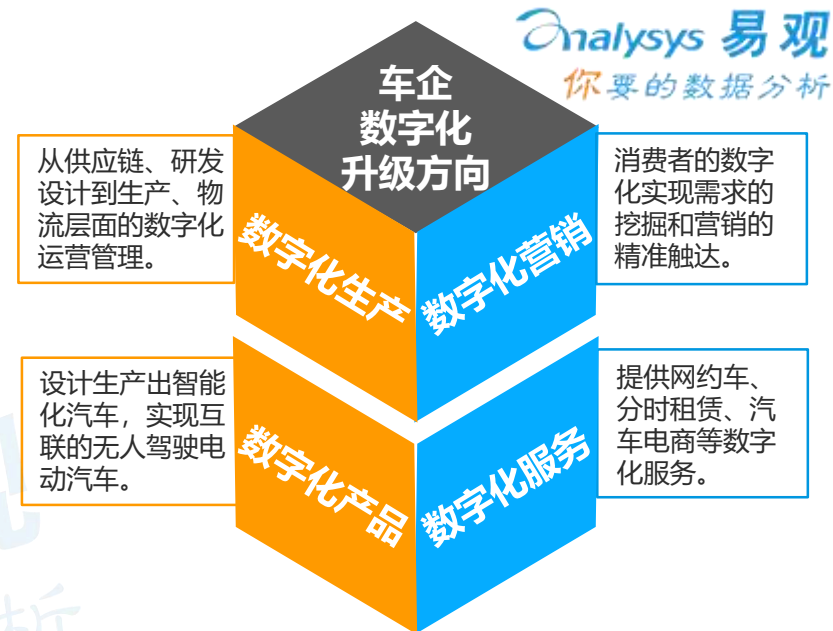 analysys 易观
你要的数据分析
车企
数字化
升级方向
从供应链、研发
设计到生产、物
流层面的数字化
运营管理。
数字化生产
数字化营销
消费者的数字
化实现需求的
挖掘和营销的
精准触达。
设计生产出智能
化汽车，实现互
联的无人驾驶电
动汽车。
数字化产品
数字化服务
提供网约车、
分时租赁、汽
车电商等数字
化服务。
析